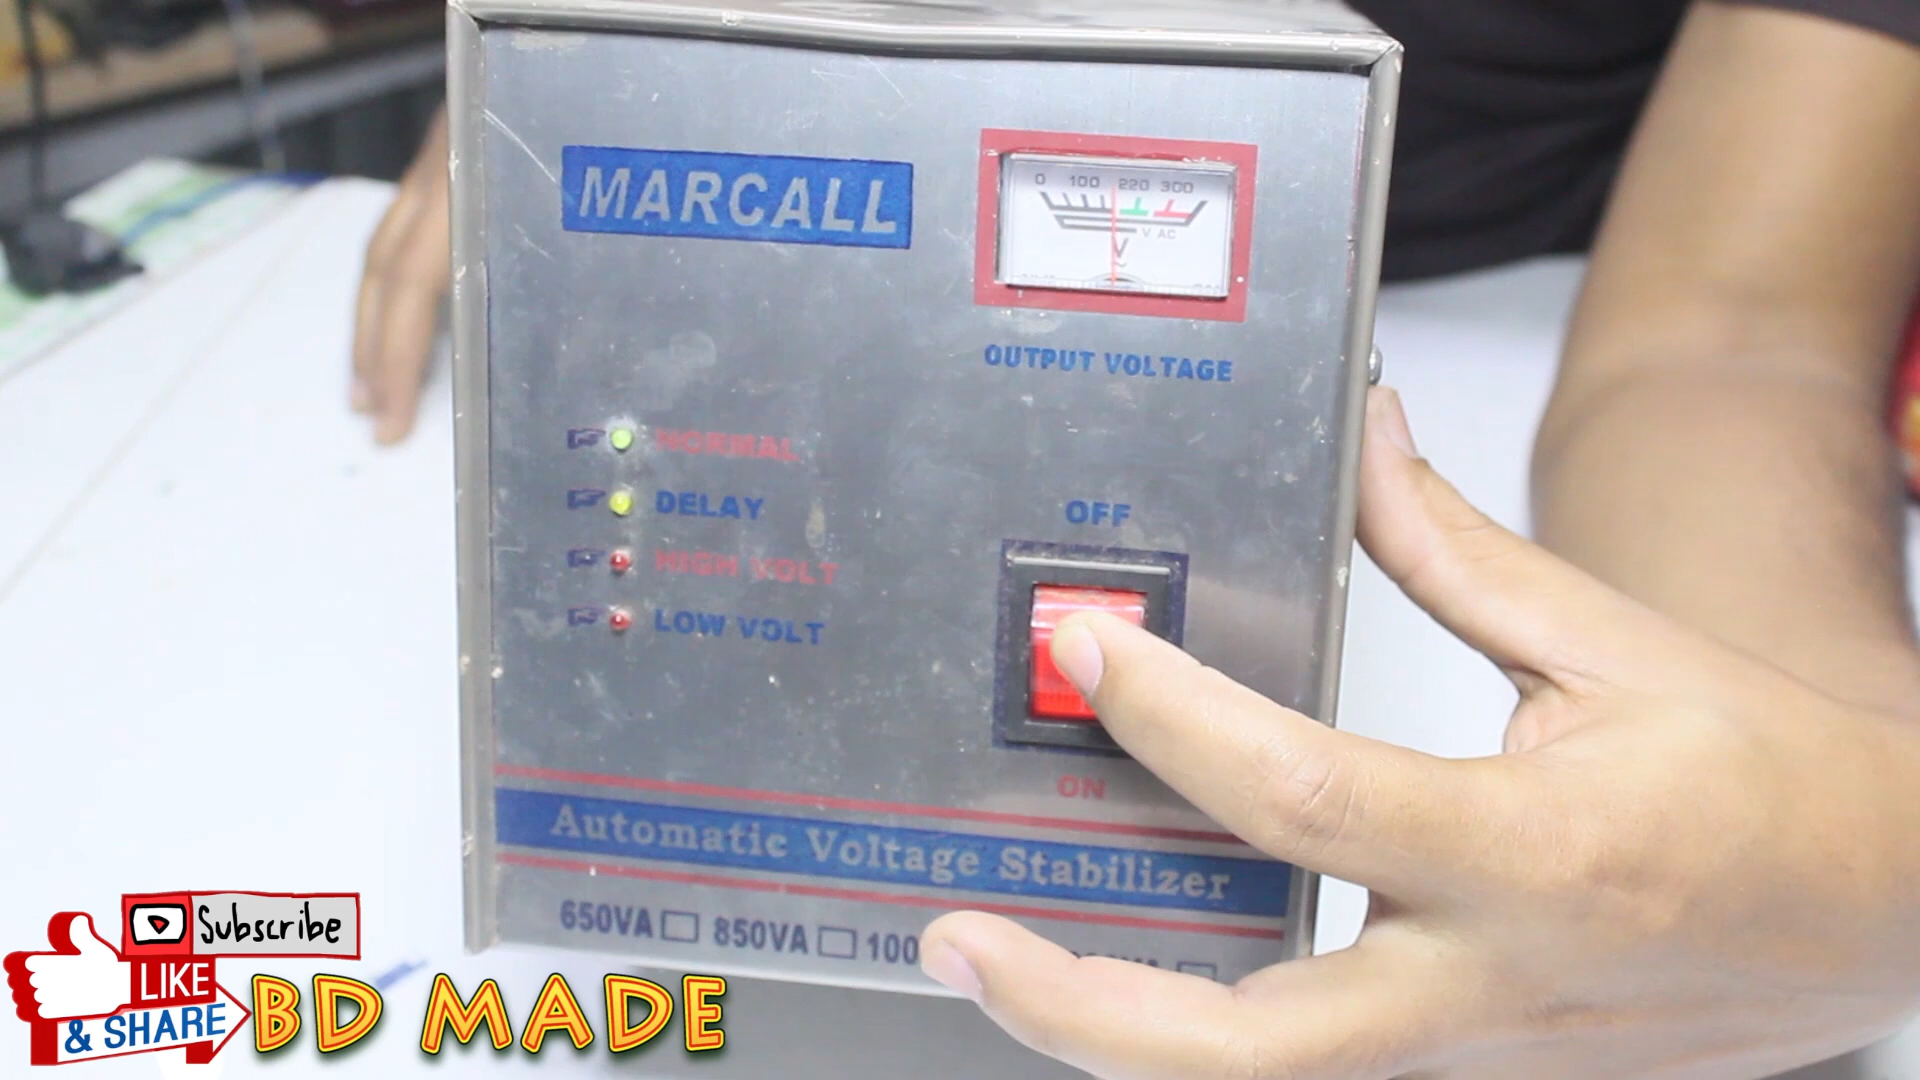 MARCALL
0 100 220 300
V AC
V
OUTPUT VOLTAGE
NORMAL
DELAY
HIGH VOLT
LOW VOLT
OFF
ON
Automatic Voltage Stabilizer
650VA 850VA 100
Subscribe
LIKE
& SHARE
BD MADE